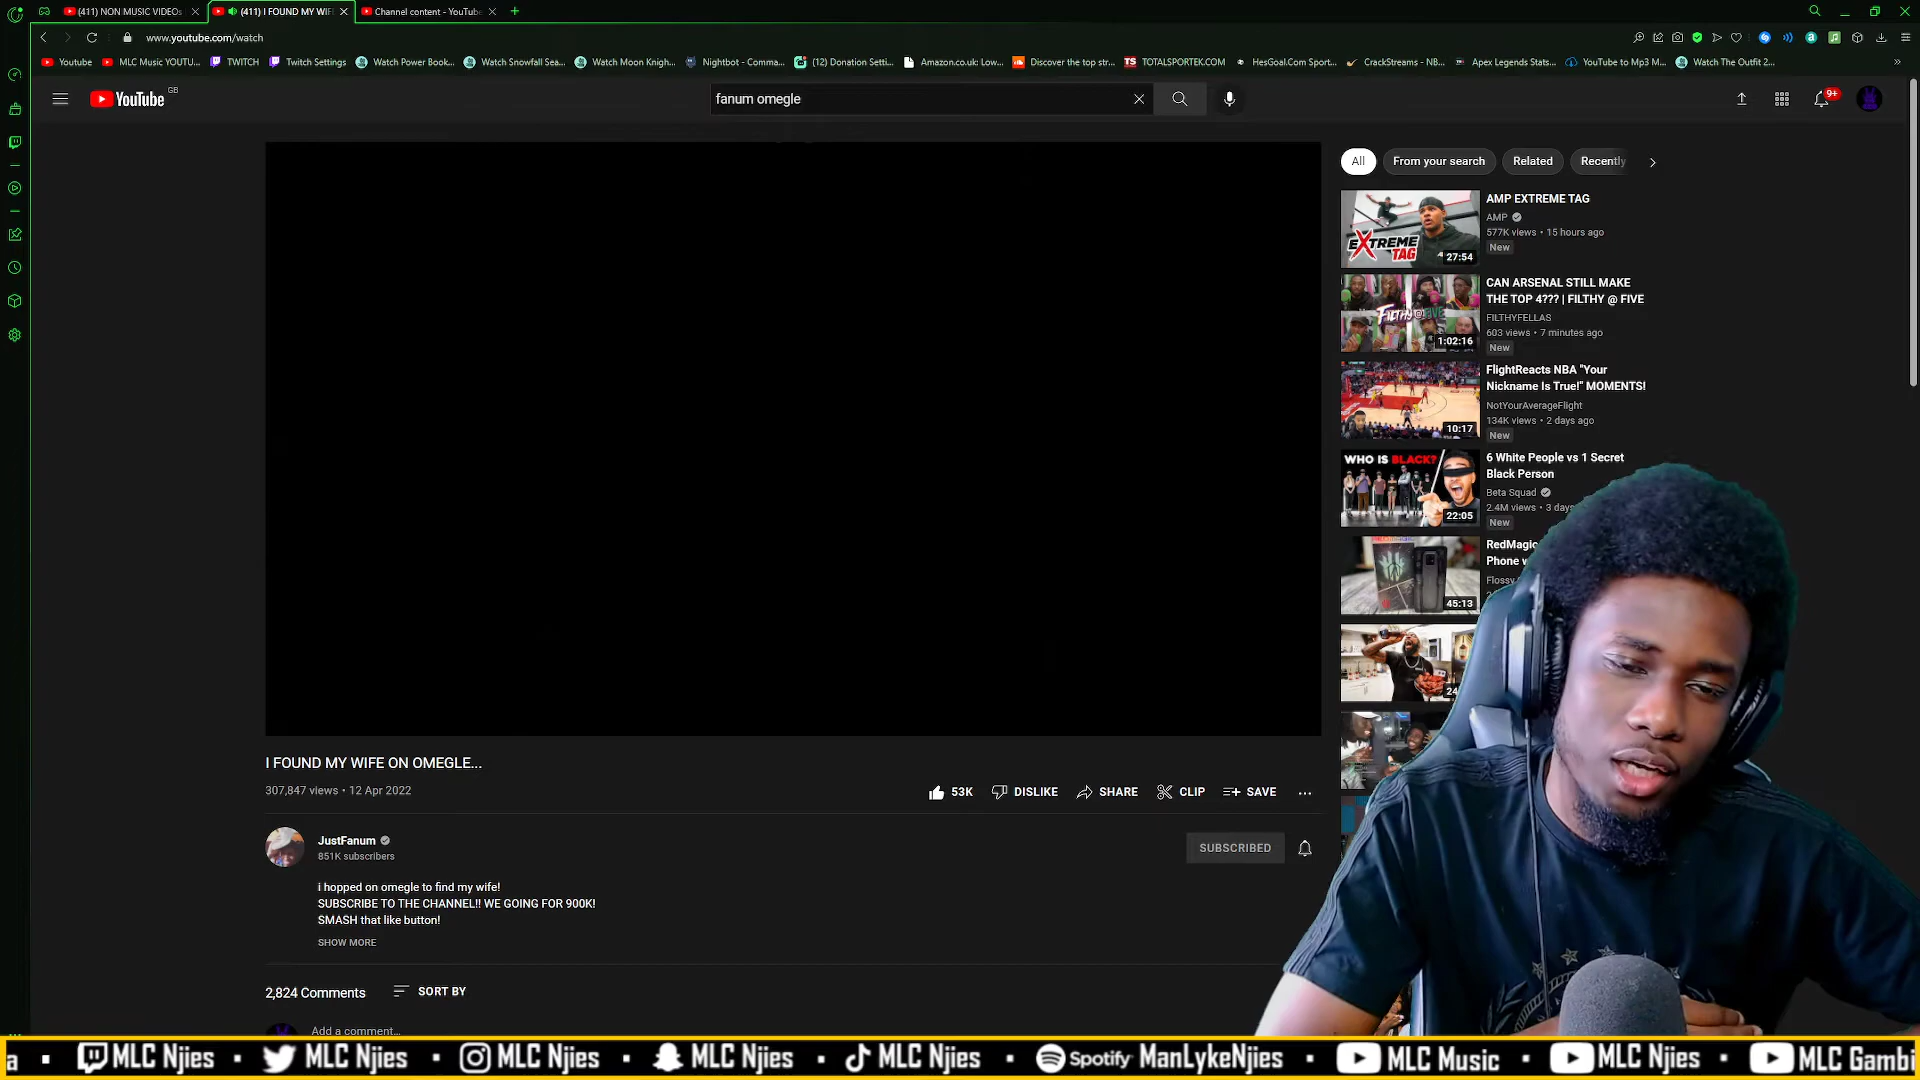 (411) NON MUSIC VIDEOs
(411) I FOUND MY WIF
Channel content - YouTube
www.youtube.com/watch
Youtube
MLC Music YOUTU...
TWITCH
Twitch Settings
Watch Power Book...
Watch Snowfall Sea...
Watch Moon Knigh...
Nightbot - Comma...
(12) Donation Setti...
Amazon.co.uk: Low...
Discover the top str...
TOTALSPORTEK.COM
HesGoal.Com Sport...
CrackStreams - NB...
Apex Legends Stats...
YouTube to Mp3 M...
Watch The Outfit 2...
YouTube GB
fanum omegle
9+
All
From your search
Related
Recently
EXTREME TAG
27:54
AMP EXTREME TAG
AMP
577K views • 15 hours ago
New
FILTHY@FIVE
1:02:16
CAN ARSENAL STILL MAKE
THE TOP 4??? | FILTHY @ FIVE
FILTHYFELLAS
603 views • 7 minutes ago
New
10:17
FlightReacts NBA "Your
Nickname Is True!" MOMENTS!
NotYourAverageFlight
134K views • 2 days ago
New
WHO IS BLACK?
22:05
6 White People vs 1 Secret
Black Person
Beta Squad
2.4M views • 3 days
New
45:13
RedMagic
Phone
Flossy
24
I FOUND MY WIFE ON OMEGLE...
307,847 views • 12 Apr 2022
53K
DISLIKE
SHARE
CLIP
SAVE
JustFanum
851K subscribers
SUBSCRIBED
i hopped on omegle to find my wife!
SUBSCRIBE TO THE CHANNEL!! WE GOING FOR 900K!
SMASH that like button!
SHOW MORE
2,824 Comments
SORT BY
Add a comment...
a ▪ MLC Njies ▪ MLC Njies ▪ MLC Njies ▪ MLC Njies ▪ MLC Njies ▪ Spotify ManLykeNjies ▪ MLC Music ▪ MLC Njies ▪ MLC Gambi